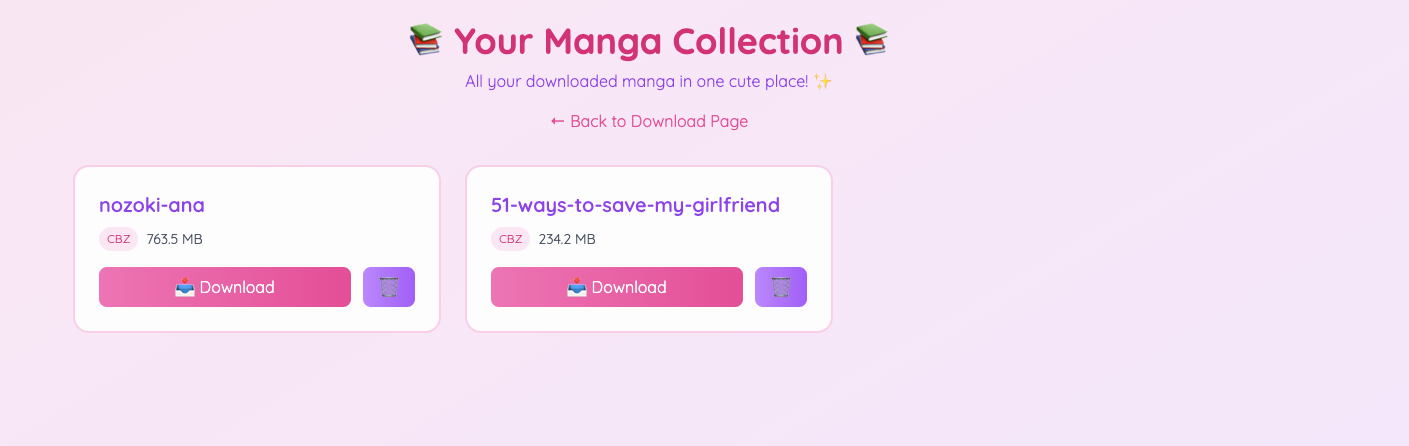 📚 Your Manga Collection 📚
All your downloaded manga in one cute place! ✨
← Back to Download Page
nozoki-ana
CBZ 763.5 MB
📥 Download 🗑️
51-ways-to-save-my-girlfriend
CBZ 234.2 MB
📥 Download 🗑️